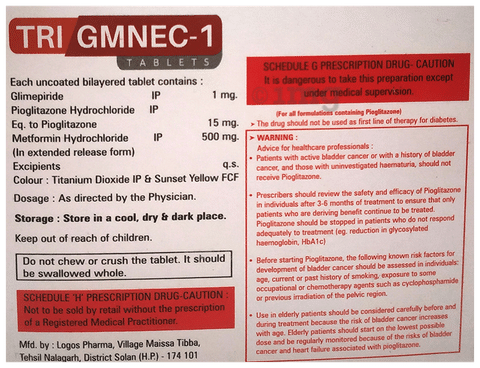 TRI GMNEC-1
TABLETS
Each uncoated bilayered tablet contains :
Glimepiride IP 1 mg.
Pioglitazone Hydrochloride IP
Eq. to Pioglitazone 15 mg.
Metformin Hydrochloride IP 500 mg.
(In extended release form)
Excipients q.s.
Colour : Titanium Dioxide IP & Sunset Yellow FCF
Dosage : As directed by the Physician.
Storage : Store in a cool, dry & dark place.
Keep out of reach of children.
Do not chew or crush the tablet. It should
be swallowed whole.
SCHEDULE 'H' PRESCRIPTION DRUG-CAUTION :
Not to be sold by retail without the prescription
of a Registered Medical Practitioner.
Mfd. by : Logos Pharma, Village Maissa Tibba,
Tehsil Nalagarh, District Solan (H.P.) - 174 101
SCHEDULE G PRESCRIPTION DRUG- CAUTION
It is dangerous to take this preparation except
under medical supervision.
(For all formulations containing Pioglitazone)
➤ The drug should not be used as first line of therapy for diabetes.
➤ WARNING :
Advice for healthcare professionals :
• Patients with active bladder cancer or with a history of bladder
cancer, and those with uninvestigated haematuria, should not
receive Pioglitazone.
• Prescribers should review the safety and efficacy of Pioglitazone
in individuals after 3-6 months of treatment to ensure that only
patients who are deriving benefit continue to be treated.
Pioglitazone should be stopped in patients who do not respond
adequately to treatment (eg. reduction in glycosylated
haemoglobin, HbA1c)
• Before starting Pioglitazone, the following known risk factors for
development of bladder cancer should be assessed in individuals:
age, current or past history of smoking, exposure to some
occupational or chemotherapy agents such as cyclophosphamide
or previous irradiation of the pelvic region.
• Use in elderly patients should be considered carefully before and
during treatment because the risk of bladder cancer increases
with age. Elderly patients should start on the lowest possible
dose and be regularly monitored because of the risks of bladder
cancer and heart failure associated with pioglitazone.